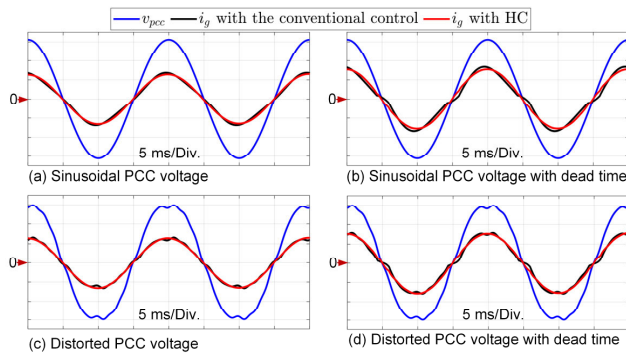 v_pcc i_g with the conventional control i_g with HC
0
5 ms/Div.
(a) Sinusoidal PCC voltage
0
5 ms/Div.
(b) Sinusoidal PCC voltage with dead time
0
5 ms/Div.
(c) Distorted PCC voltage
0
5 ms/Div.
(d) Distorted PCC voltage with dead time